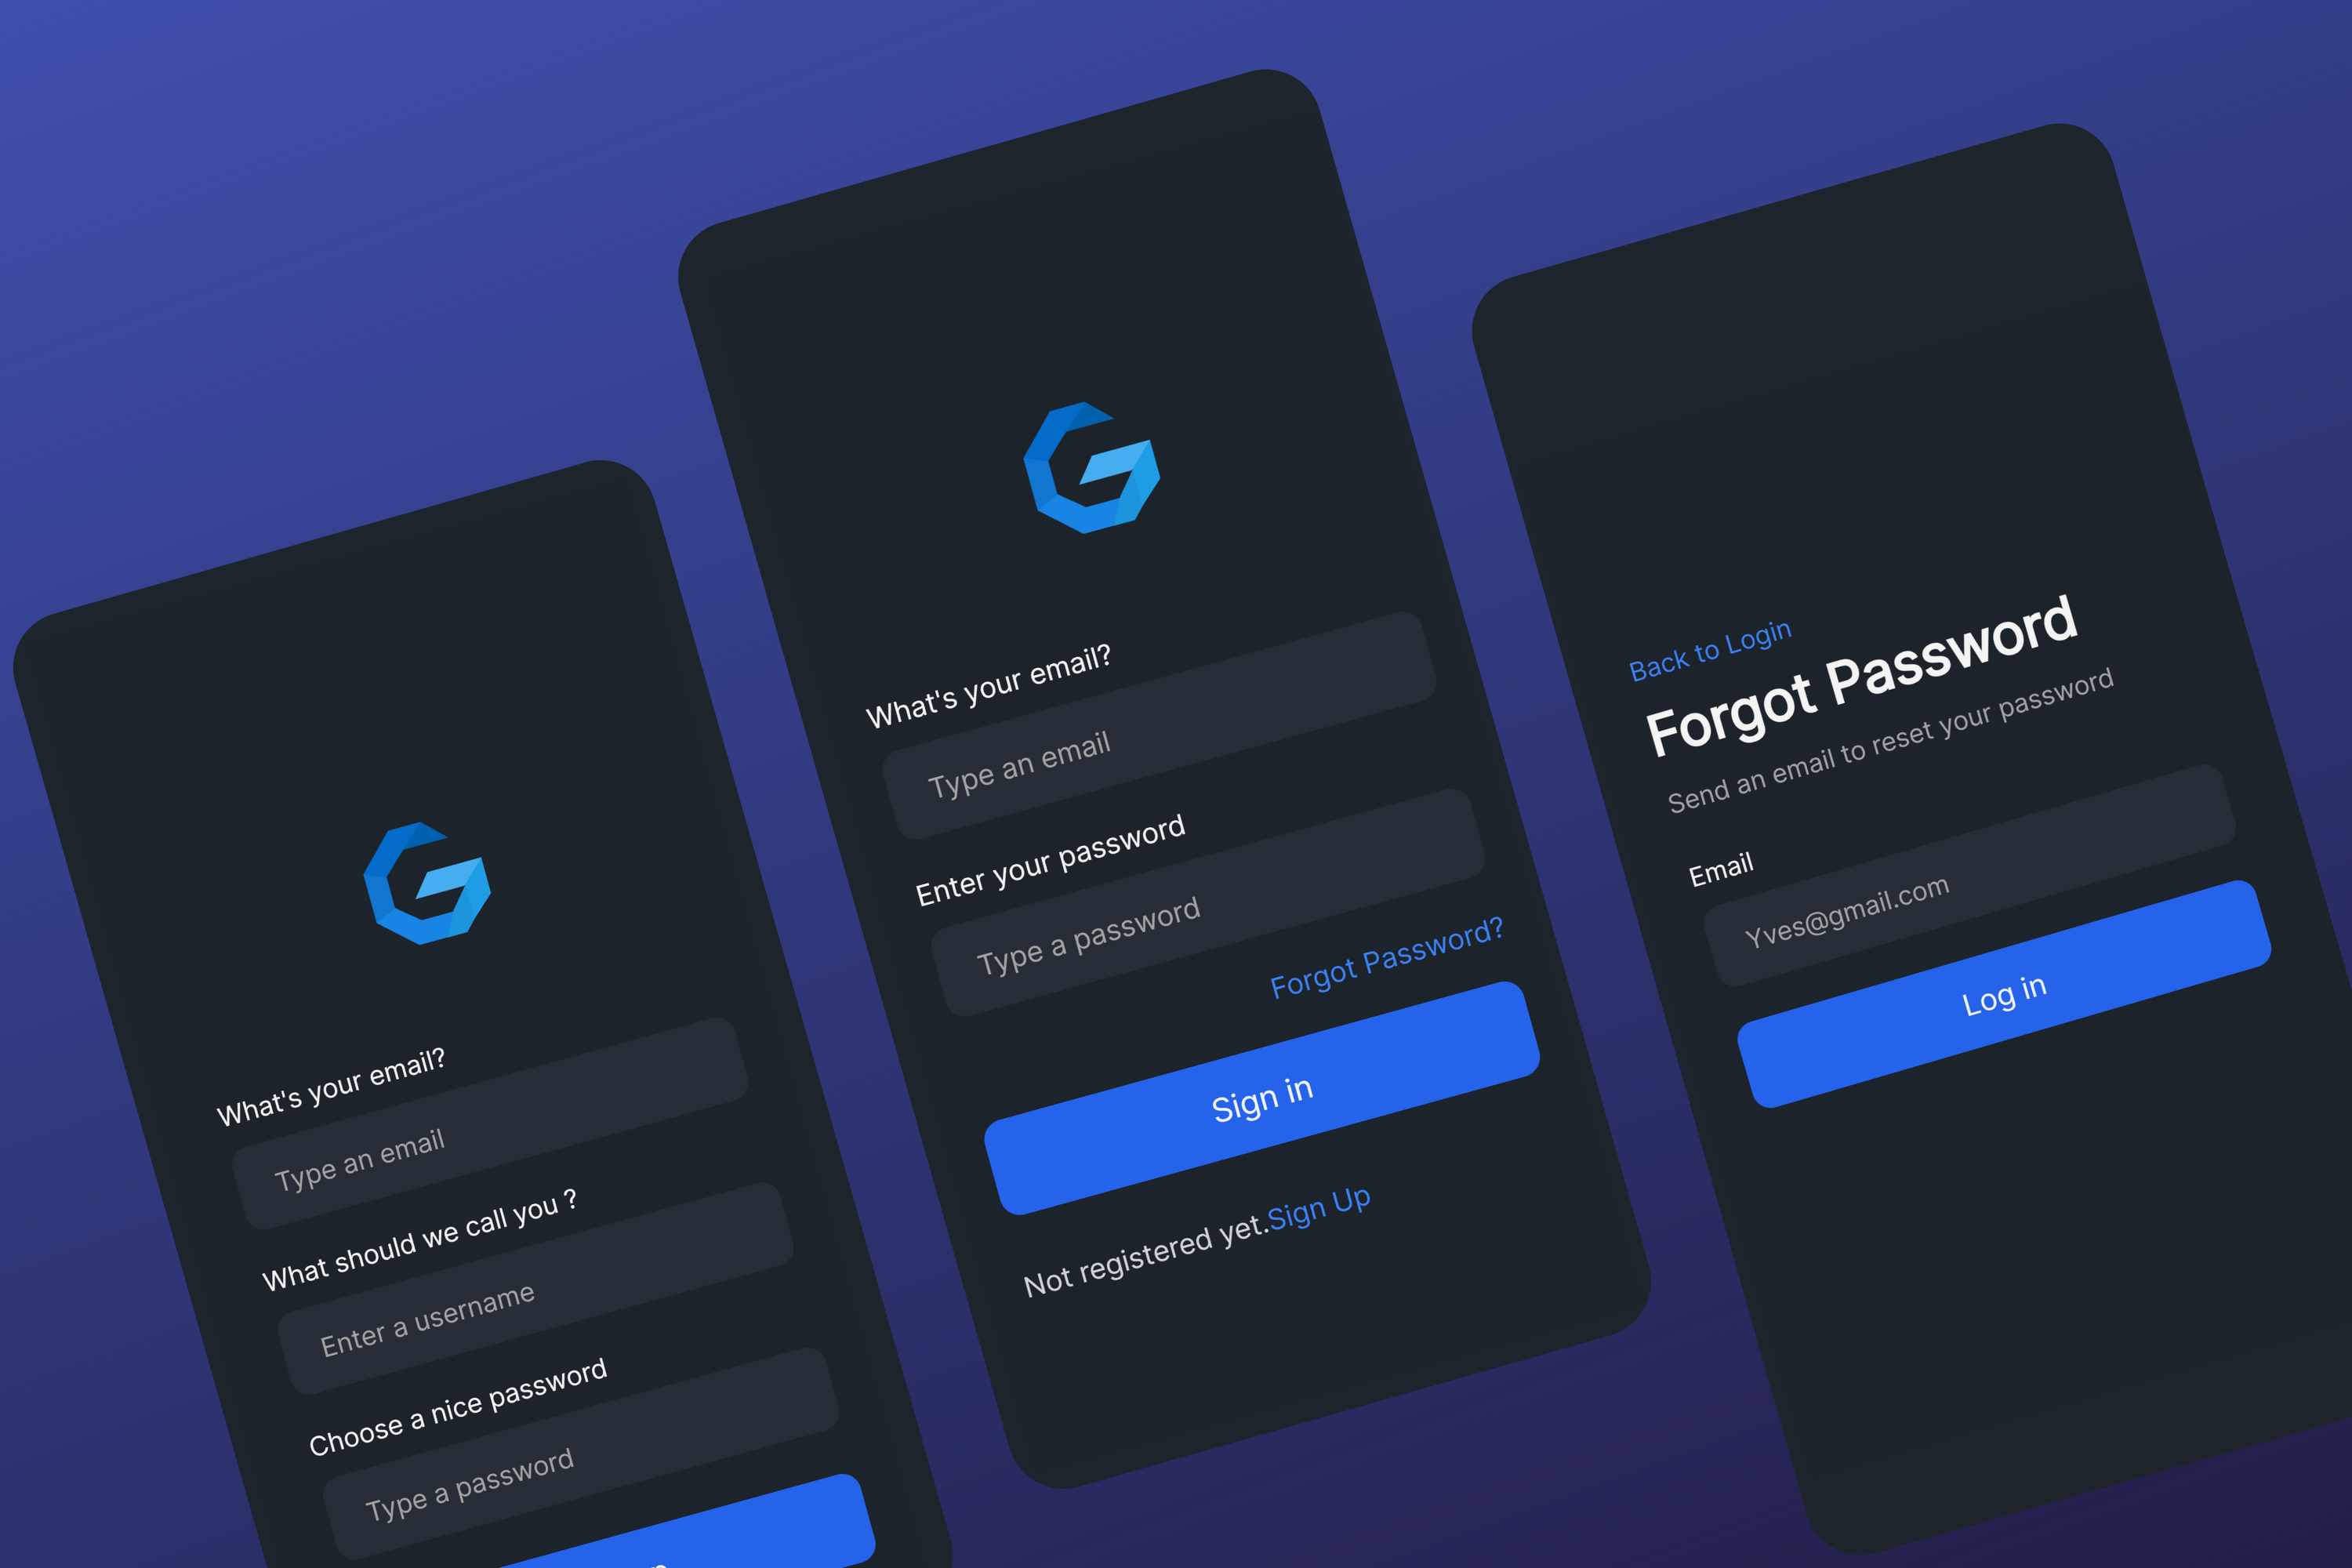 What's your email?
Type an email
What should we call you ?
Enter a username
Choose a nice password
Type a password
What's your email?
Type an email
Enter your password
Type a password
Forgot Password?
Sign in
Not registered yet.Sign Up
Back to Login
Forgot Password
Send an email to reset your password
Email
Yves@gmail.com
Log in